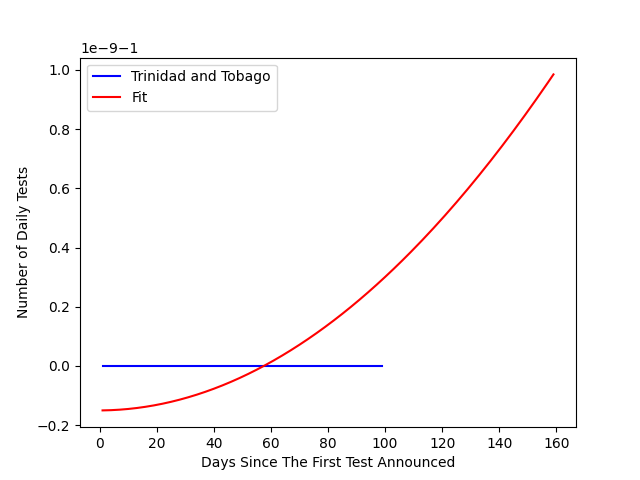 1e−9−1
1.0
0.8
0.6
0.4
0.2
0.0
−0.2
Number of Daily Tests
Trinidad and Tobago
Fit
0 20 40 60 80 100 120 140 160
Days Since The First Test Announced